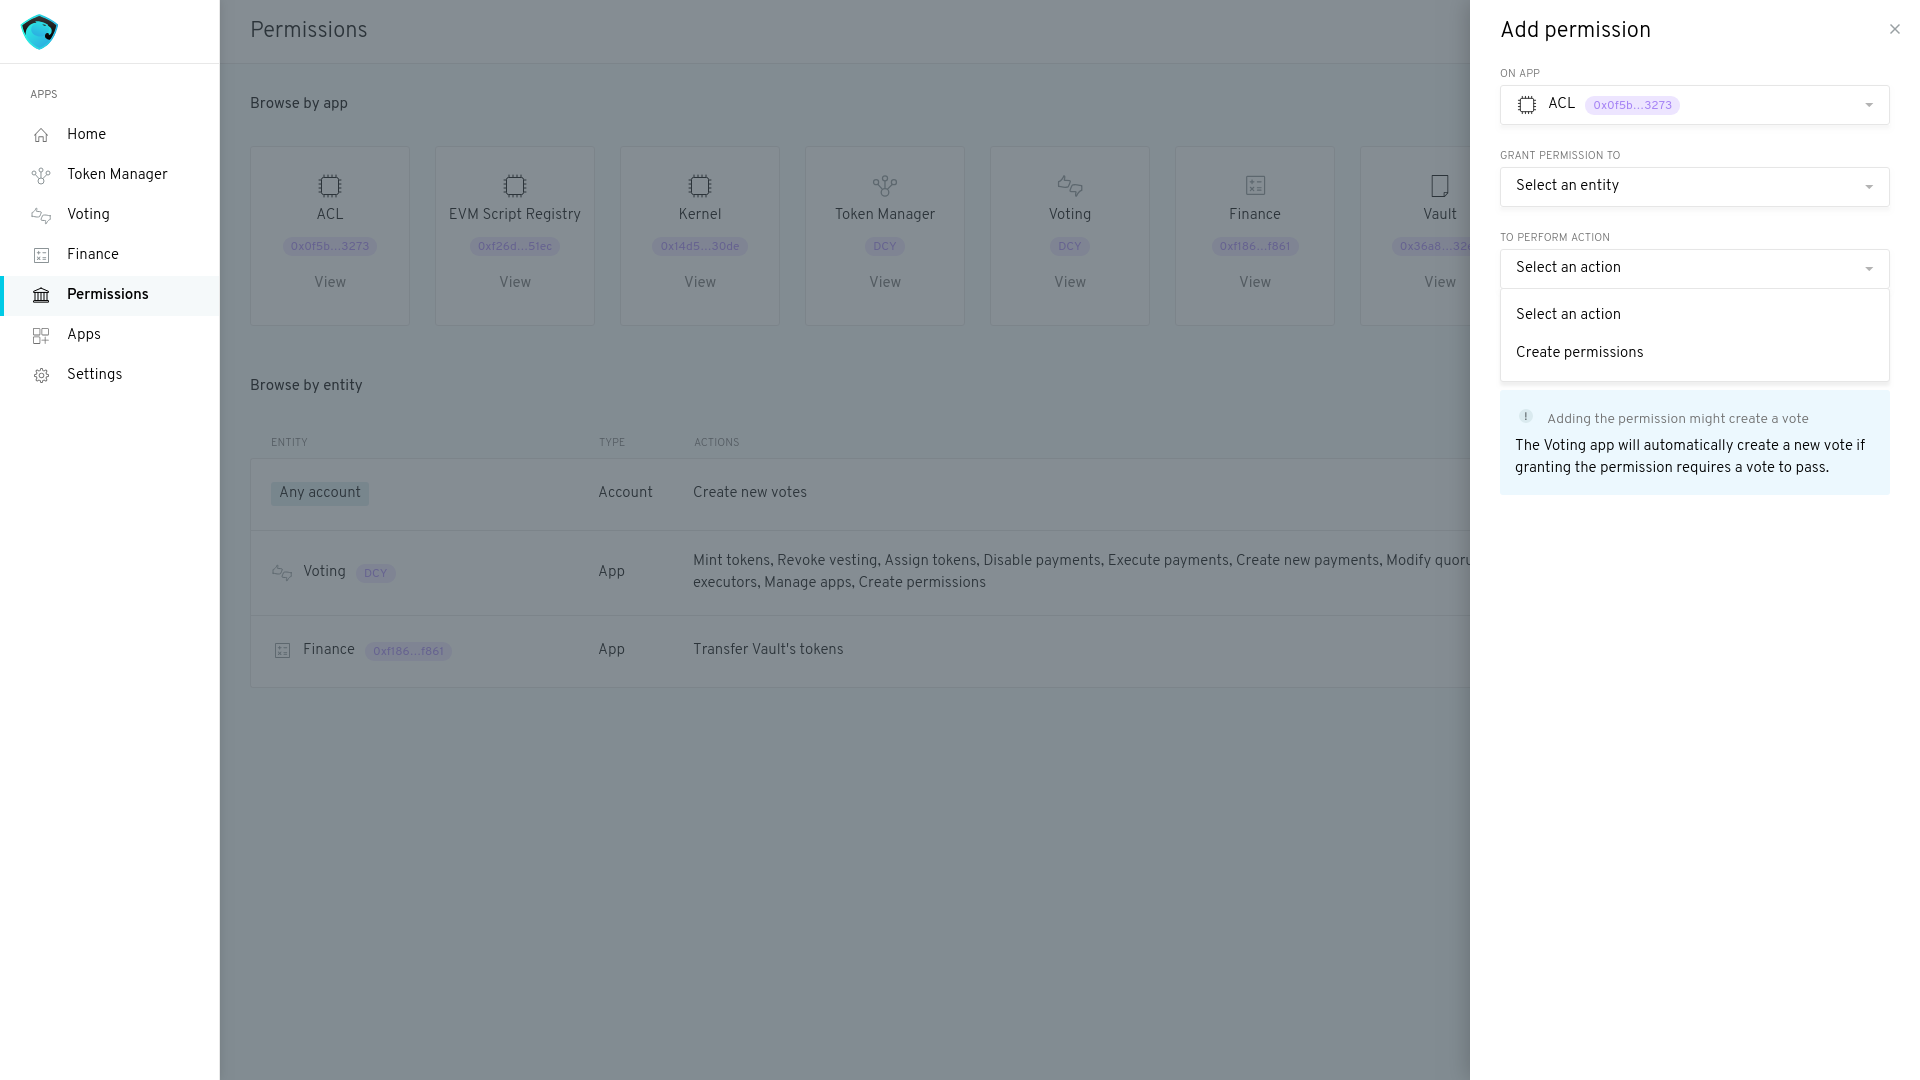 APPS
Home
Token Manager
Voting
Finance
Permissions
Apps
Settings
Permissions
Browse by app
ACL
0x0f5b…3273
View
EVM Script Registry
0xf26d…51ec
View
Kernel
0x14d5…30de
View
Token Manager
DCY
View
Voting
DCY
View
Finance
0xf186…f861
View
Vault
View
Browse by entity
ENTITY TYPE ACTIONS
Any account Account Create new votes
Voting DCY App Mint tokens, Revoke vesting, Assign tokens, Disable payments, Execute payments, Create new payments, Modify
executors, Manage apps, Create permissions
Finance 0xf186…f861 App Transfer Vault's tokens
Add permission
ON APP
ACL 0x0f5b…3273
GRANT PERMISSION TO
Select an entity
TO PERFORM ACTION
Select an action
Select an action
Create permissions
! Adding the permission might create a vote
The Voting app will automatically create a new vote if
granting the permission requires a vote to pass.